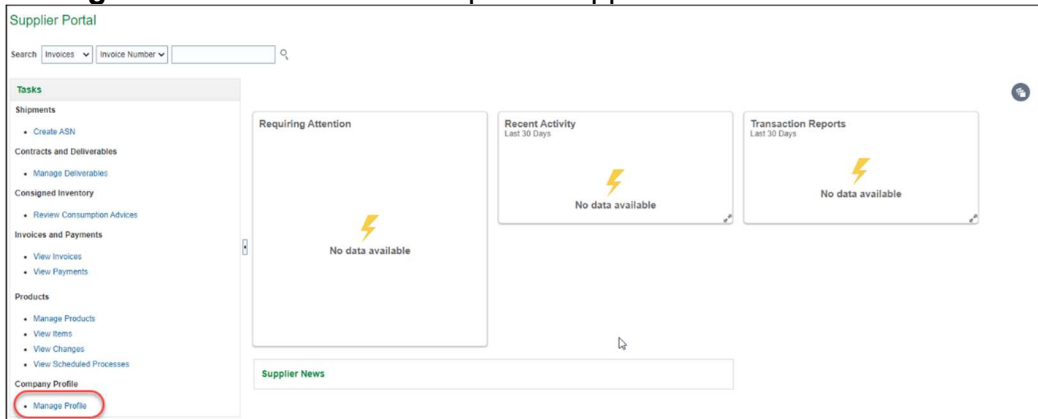 Supplier Portal
Search Invoices Invoice Number
Tasks
Shipments
Create ASN
Contracts and Deliverables
Manage Deliverables
Consigned Inventory
Review Consumption Advices
Invoices and Payments
View Invoices
View Payments
Products
Manage Products
View Items
View Changes
View Scheduled Processes
Company Profile
Manage Profile
Requiring Attention
No data available
Recent Activity
Last 30 Days
No data available
Transaction Reports
Last 30 Days
No data available
Supplier News